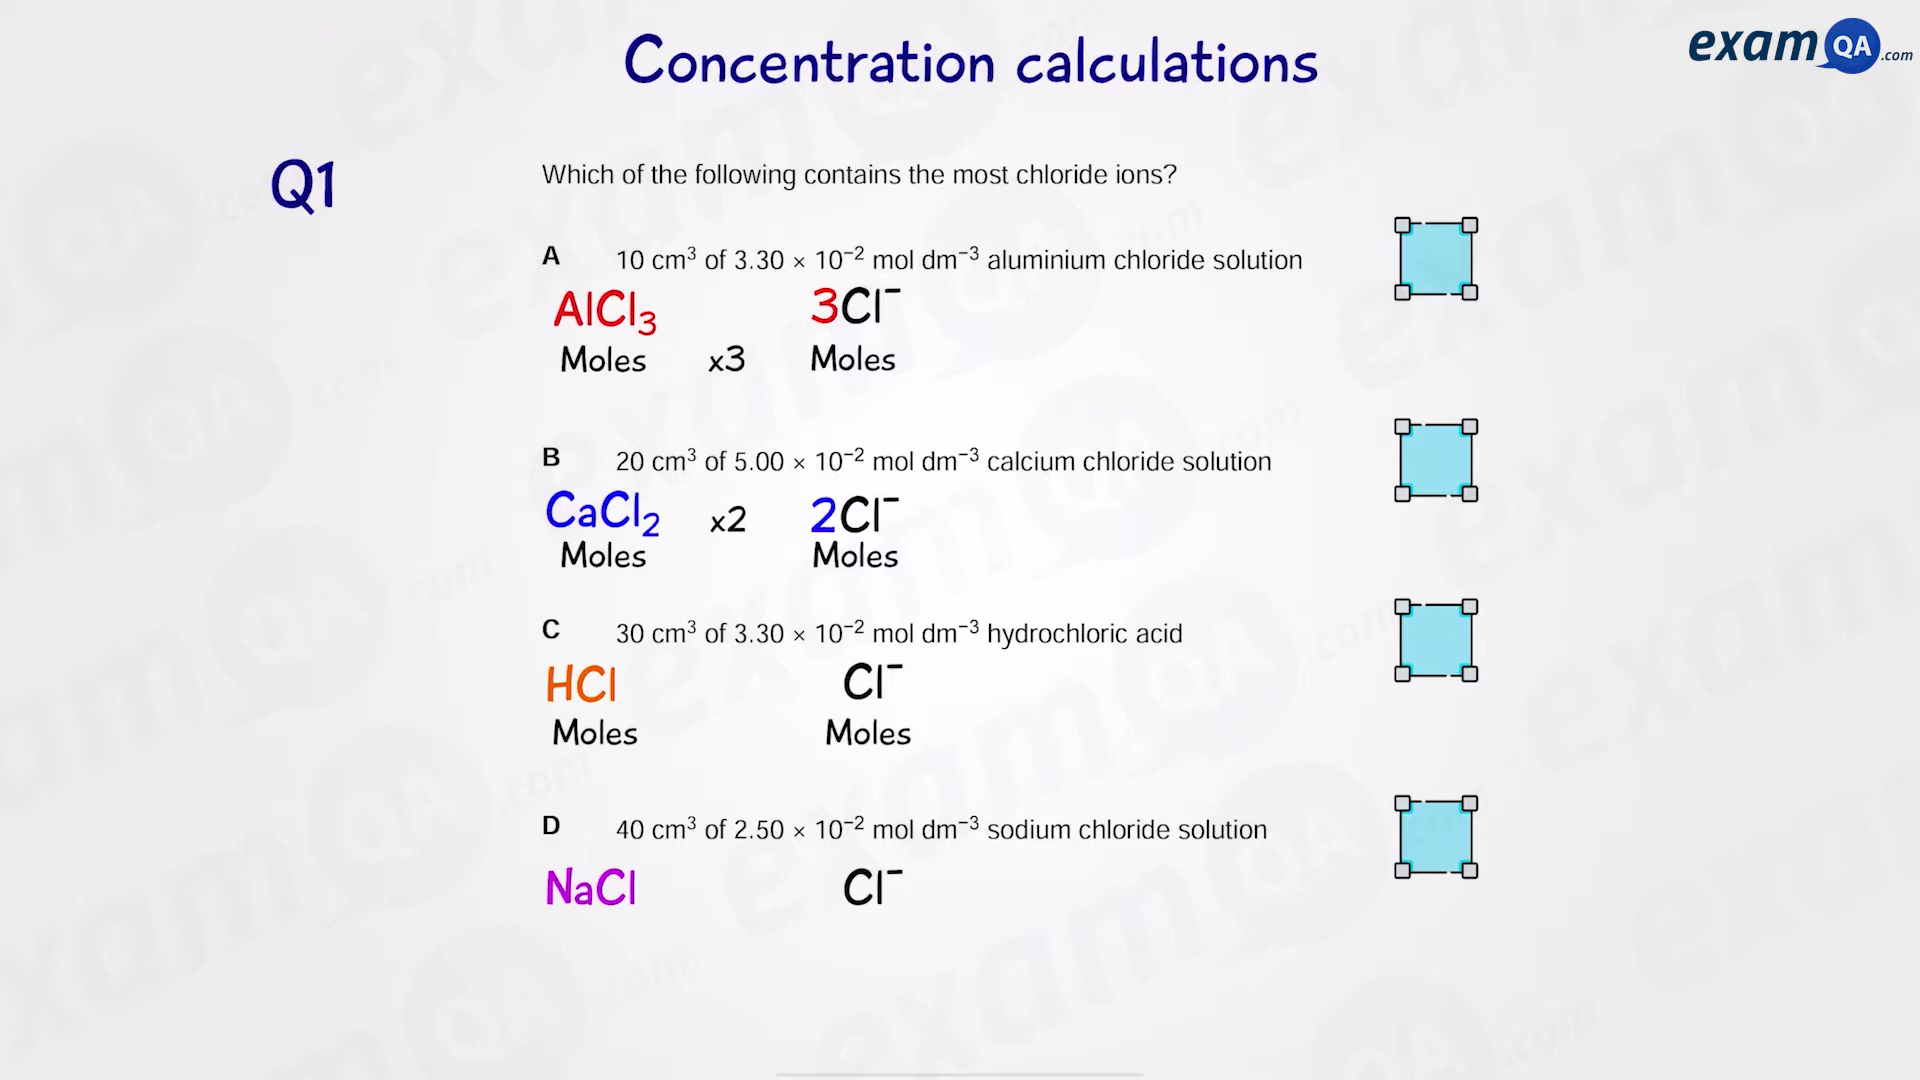 Concentration calculations
examQA.com
Q1
Which of the following contains the most chloride ions?
A 10 cm³ of 3.30 × 10⁻² mol dm⁻³ aluminium chloride solution
AlCl₃ 3Cl⁻
Moles x3 Moles
B 20 cm³ of 5.00 × 10⁻² mol dm⁻³ calcium chloride solution
CaCl₂ x2 2Cl⁻
Moles Moles
C 30 cm³ of 3.30 × 10⁻² mol dm⁻³ hydrochloric acid
HCl Cl⁻
Moles Moles
D 40 cm³ of 2.50 × 10⁻² mol dm⁻³ sodium chloride solution
NaCl Cl⁻